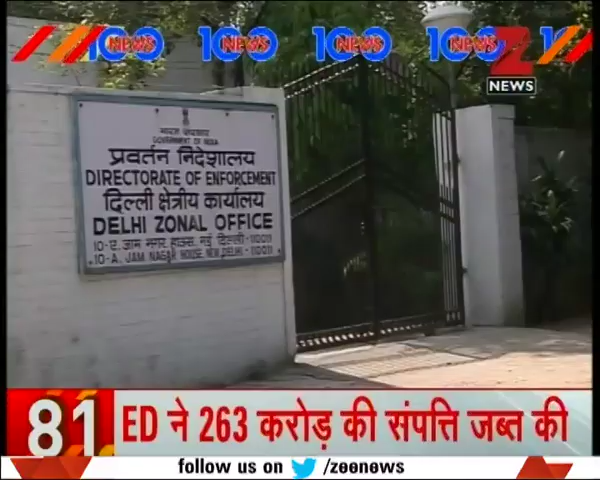 100 NEWS 100 NEWS 100 NEWS 100 NEWS 10
Z
NEWS
भारत सरकार
GOVERNMENT OF INDIA
प्रवर्तन निदेशालय
DIRECTORATE OF ENFORCEMENT
दिल्ली क्षेत्रीय कार्यालय
DELHI ZONAL OFFICE
10-ए. जाम नगर हाऊस, नई दिल्ली-110011
10-A, JAM NAGAR HOUSE, NEW DELHI-110011
81 ED ने 263 करोड़ की संपत्ति जब्त की
follow us on /zeenews